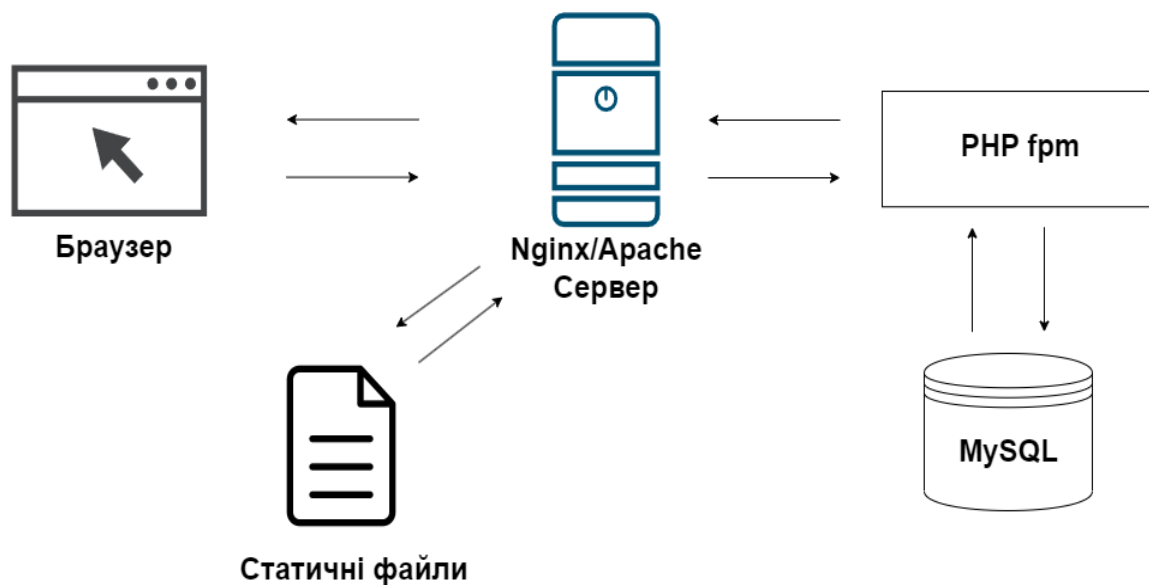 PHP fpm
Браузер
Nginx/Apache
Сервер
MySQL
Статичні файли